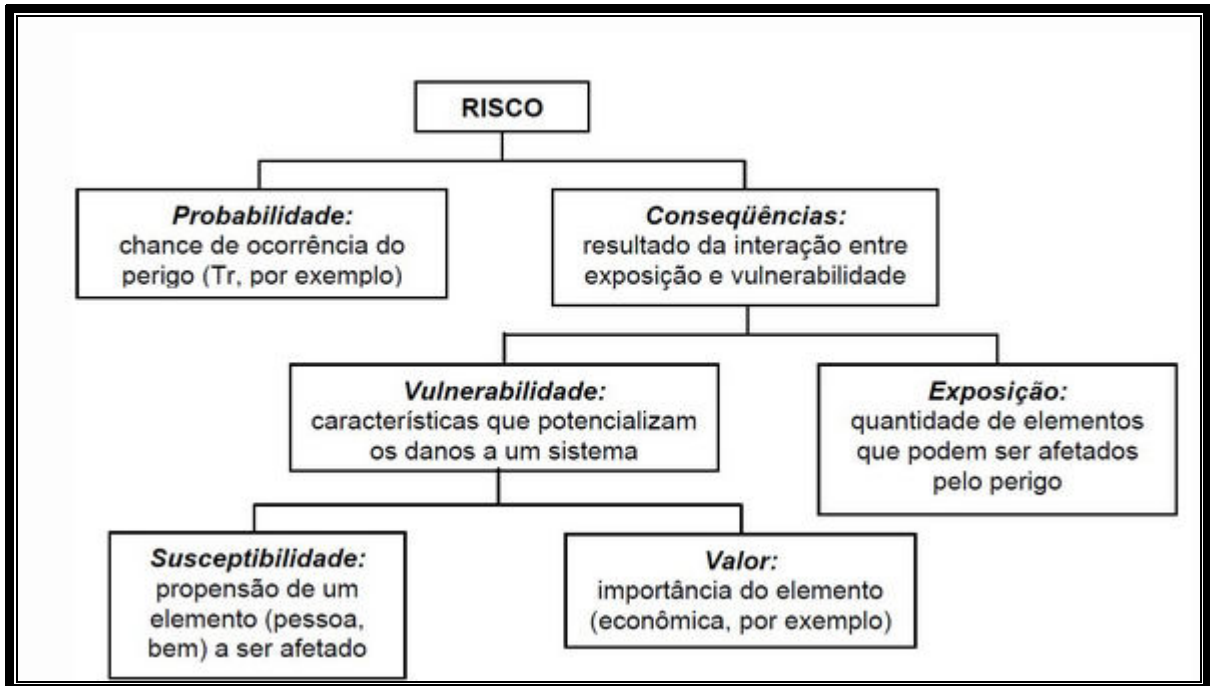 RISCO
Probabilidade:
chance de ocorrência do
perigo (Tr, por exemplo)
Conseqüências:
resultado da interação entre
exposição e vulnerabilidade
Vulnerabilidade:
características que potencializam
os danos a um sistema
Exposição:
quantidade de elementos
que podem ser afetados
pelo perigo
Susceptibilidade:
propensão de um
elemento (pessoa,
bem) a ser afetado
Valor:
importância do elemento
(econômica, por exemplo)